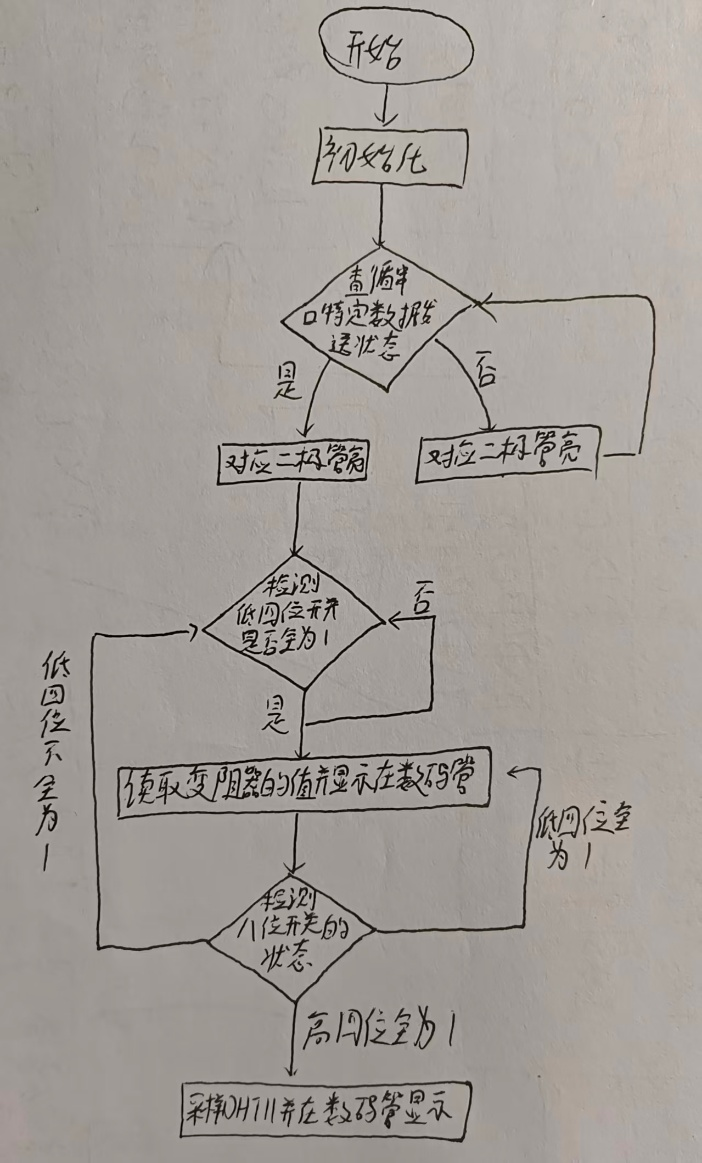 开始
初始化
查循串
口特定数据发
送状态
是
否
对应二极管亮
对应二极管亮
检测
低四位开关
是否全为1
否
是
低四位不全为1
读取变阻器的值并显示在数码管
低四位全
为1
检测
八位开关的
状态
高四位全为1
采样DHT11并在数码管显示